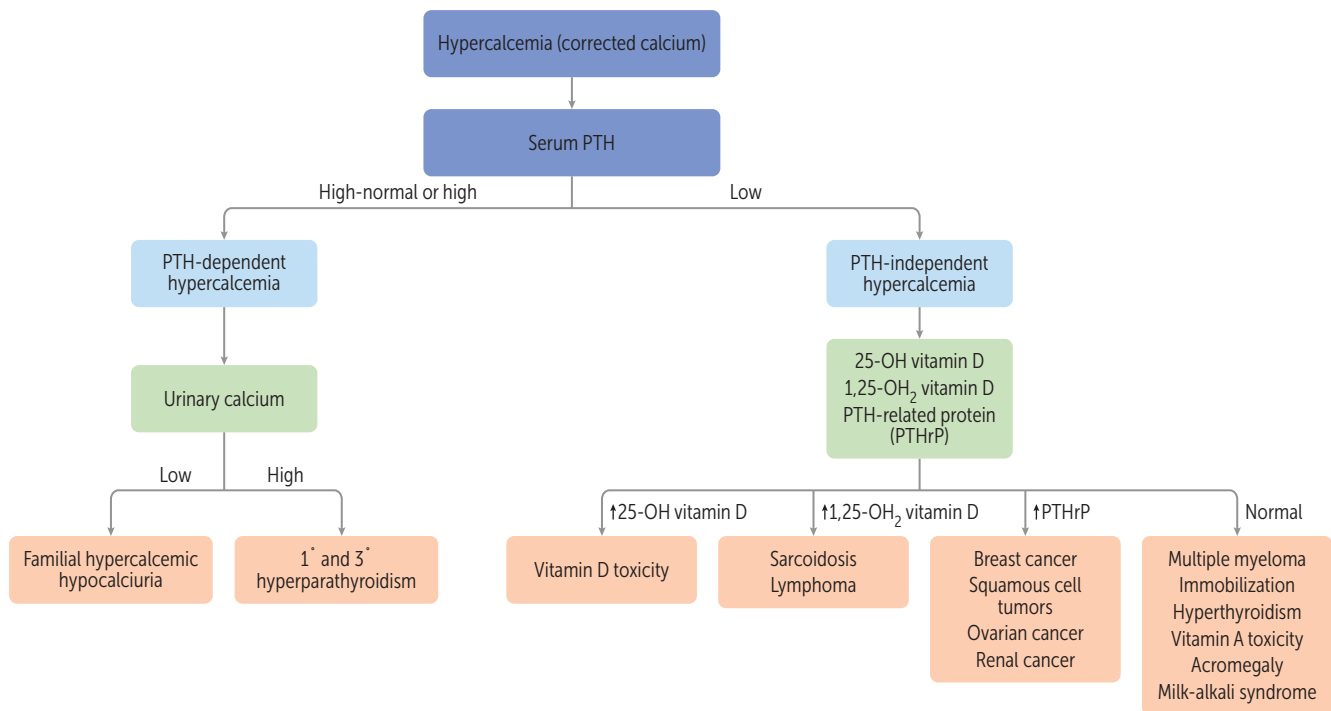 Hypercalcemia (corrected calcium)
Serum PTH
High-normal or high
Low
PTH-dependent
hypercalcemia
PTH-independent
hypercalcemia
Urinary calcium
25-OH vitamin D
1,25-OH₂ vitamin D
PTH-related protein
(PTHrP)
Low
High
↑25-OH vitamin D
↑1,25-OH₂ vitamin D
↑PTHrP
Normal
Familial hypercalcemic
hypocalciuria
1° and 3°
hyperparathyroidism
Vitamin D toxicity
Sarcoidosis
Lymphoma
Breast cancer
Squamous cell
tumors
Ovarian cancer
Renal cancer
Multiple myeloma
Immobilization
Hyperthyroidism
Vitamin A toxicity
Acromegaly
Milk-alkali syndrome